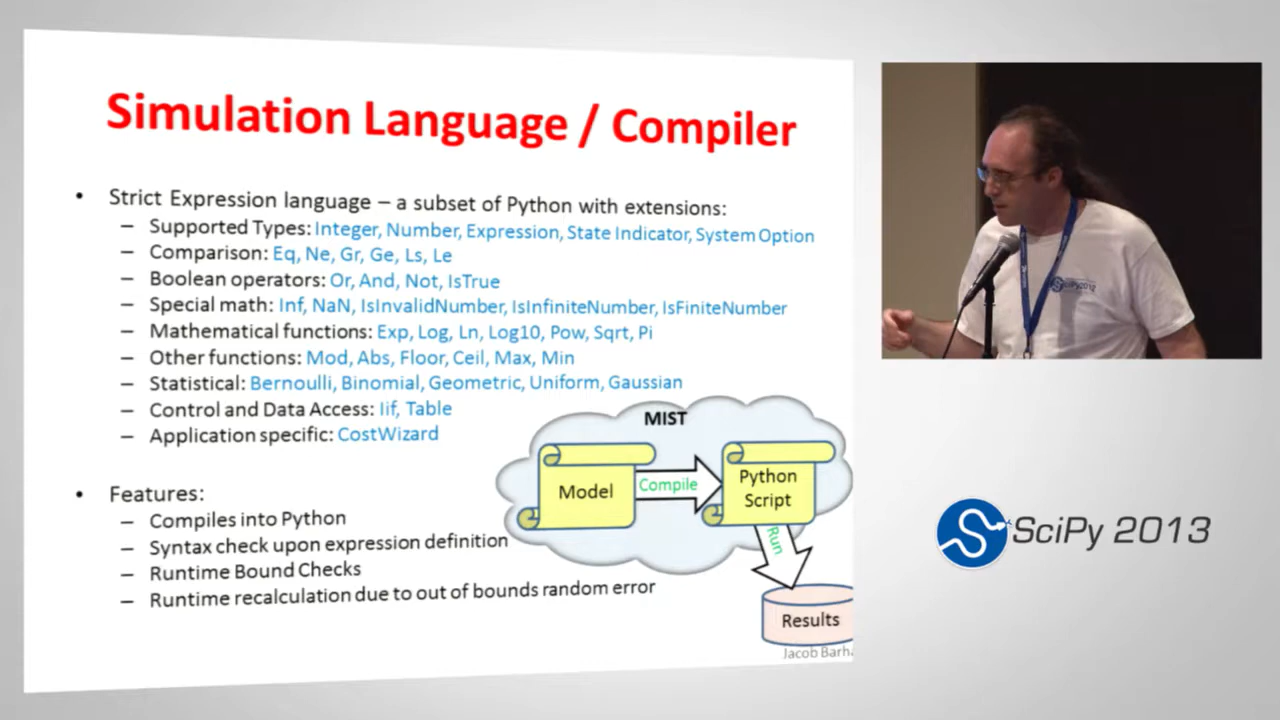 Simulation Language / Compiler
• Strict Expression language – a subset of Python with extensions:
– Supported Types: Integer, Number, Expression, State Indicator, System Option
– Comparison: Eq, Ne, Gr, Ge, Ls, Le
– Boolean operators: Or, And, Not, IsTrue
– Special math: Inf, NaN, IsInvalidNumber, IsInfiniteNumber, IsFiniteNumber
– Mathematical functions: Exp, Log, Ln, Log10, Pow, Sqrt, Pi
– Other functions: Mod, Abs, Floor, Ceil, Max, Min
– Statistical: Bernoulli, Binomial, Geometric, Uniform, Gaussian
– Control and Data Access: Iif, Table
– Application specific: CostWizard
• Features:
– Compiles into Python
– Syntax check upon expression definition
– Runtime Bound Checks
– Runtime recalculation due to out of bounds random error
MIST
Model
Compile
Python
Script
Run
Results
Jacob Barha
SciPy2012
SciPy 2013